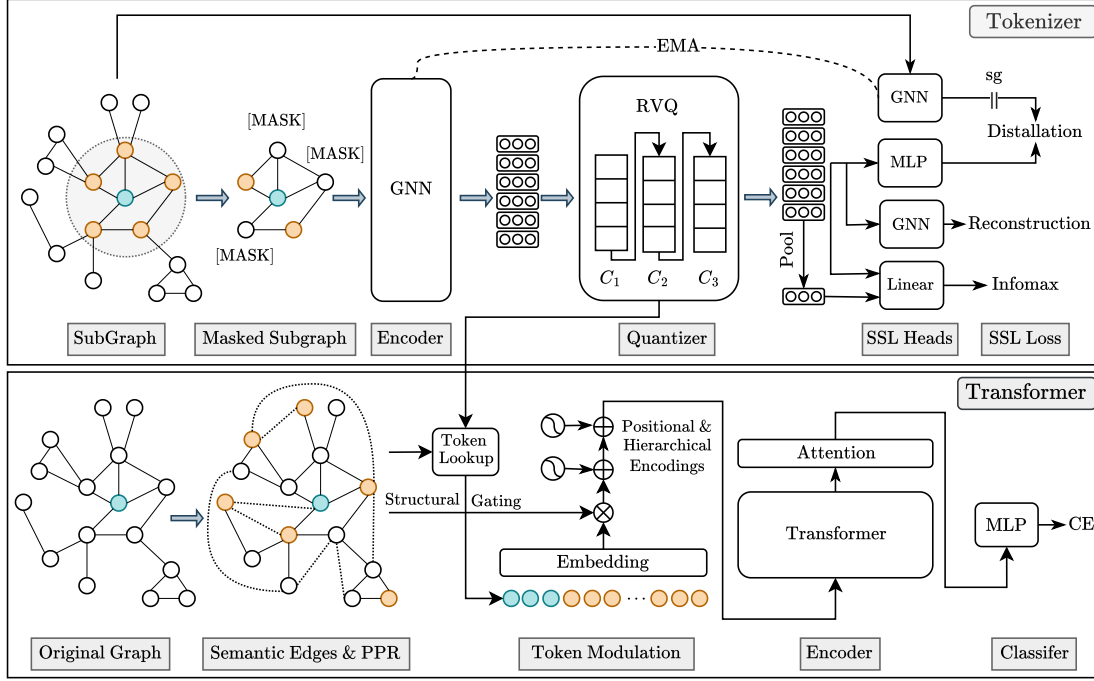 Tokenizer
EMA
sg
[MASK]
[MASK]
[MASK]
GNN
RVQ
C1 C2 C3
Pool
GNN
MLP
GNN
Linear
Distallation
Reconstruction
Infomax
SubGraph
Masked Subgraph
Encoder
Quantizer
SSL Heads
SSL Loss
Transformer
Token
Lookup
Structural Gating
Positional &
Hierarchical
Encodings
Embedding
...
Attention
Transformer
MLP
CE
Original Graph
Semantic Edges & PPR
Token Modulation
Encoder
Classifer